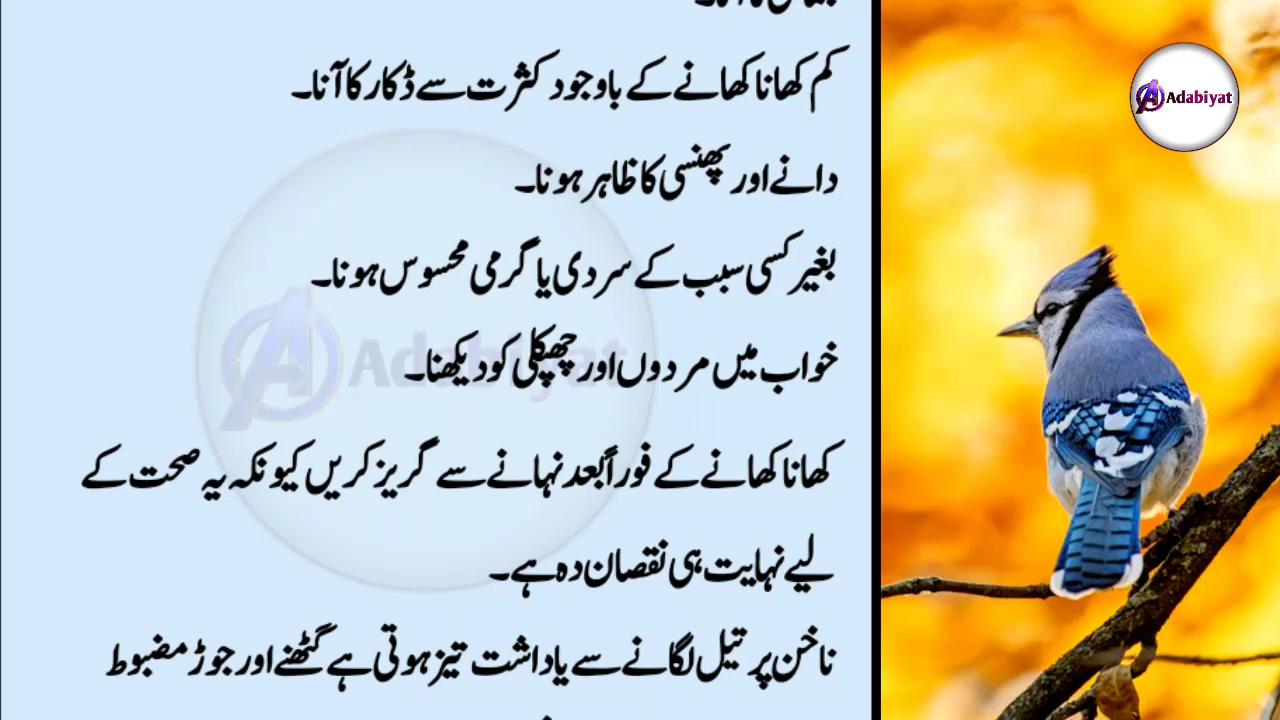 کم کھانا کھانے کے باوجود کثرت سے ڈکار کا آنا۔
دانے اور پھنسی کا ظاہر ہونا۔
بغیر کسی سبب کے سردی یا گرمی محسوس ہونا۔
خواب میں مردوں اور چھپکلی کو دیکھنا۔
کھانا کھانے کے فوراً بعد نہانے سے گریز کریں کیونکہ یہ صحت کے
لیے نہایت ہی نقصان دہ ہے۔
ناخن پر تیل لگانے سے یاداشت تیز ہوتی ہے گٹھنے اور جوڑ مضبوط
Adabiyat
Adabiyat